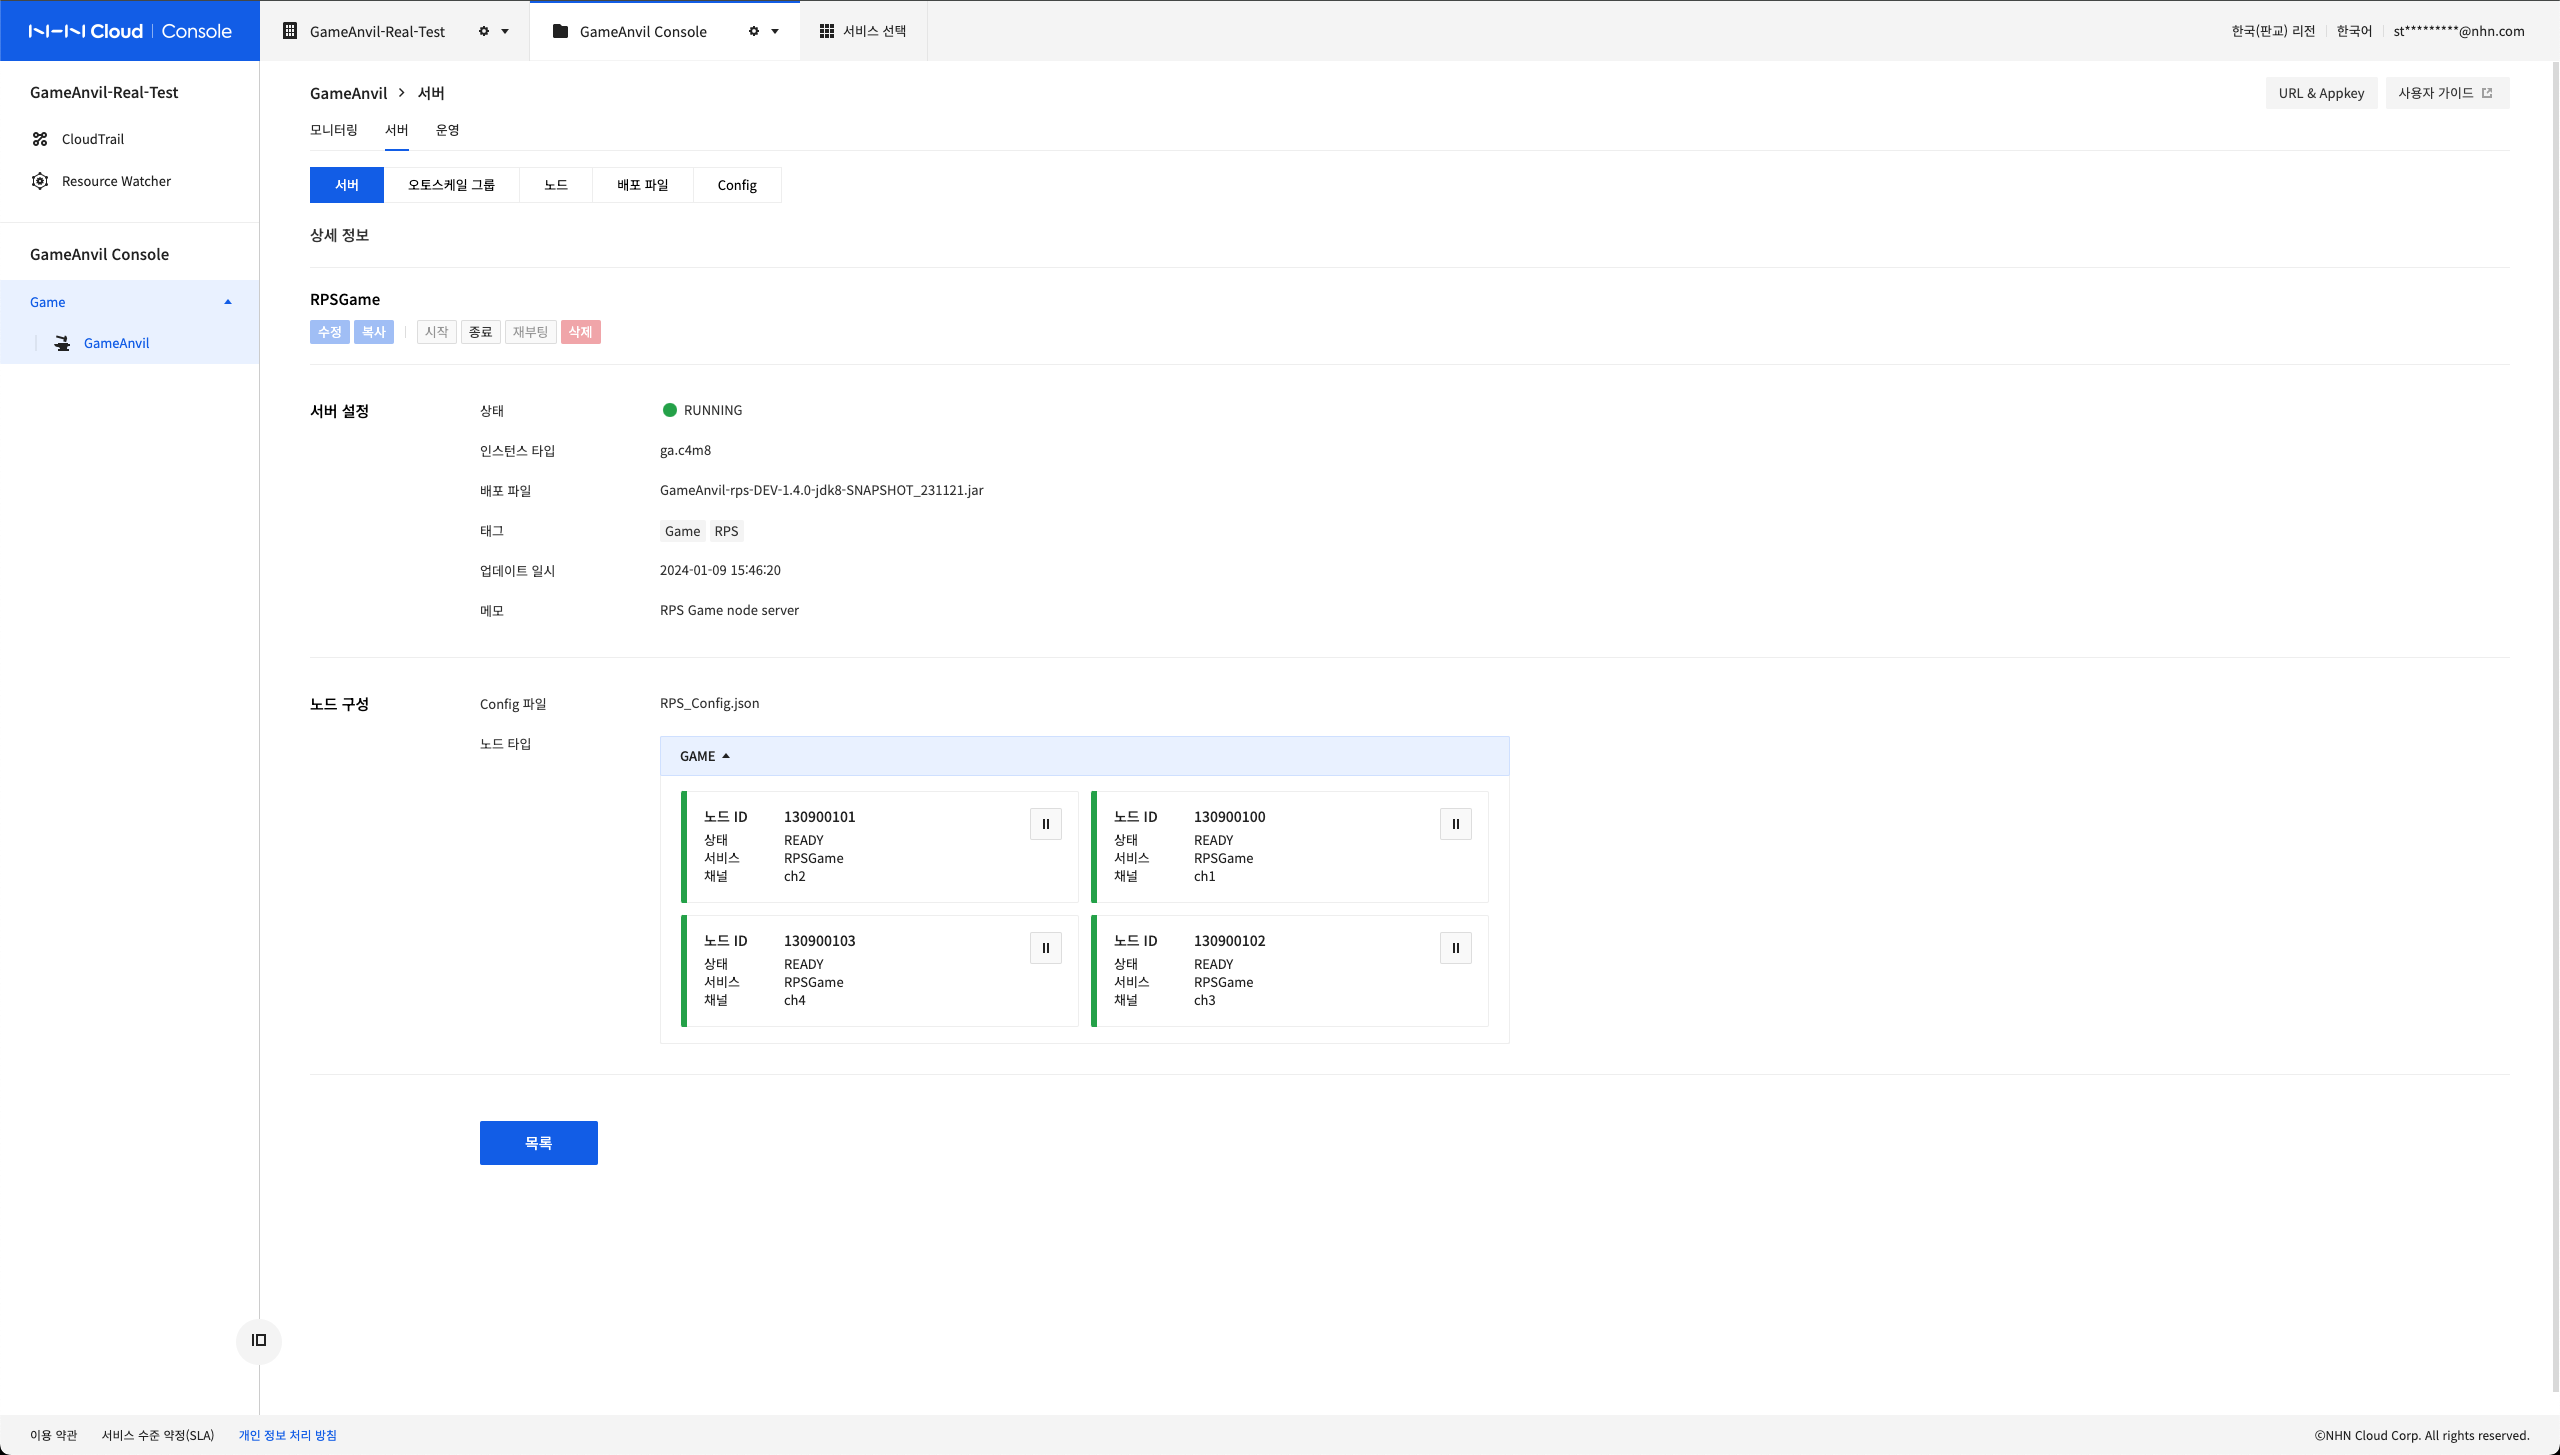 NHN Cloud | Console
GameAnvil-Real-Test
GameAnvil Console
서비스 선택
한국(판교) 리전
한국어
st*********@nhn.com
GameAnvil-Real-Test
CloudTrail
Resource Watcher
GameAnvil Console
Game
GameAnvil
GameAnvil > 서버
URL & Appkey
사용자 가이드
모니터링 서버 운영
서버 오토스케일 그룹 노드 배포 파일 Config
상세 정보
RPSGame
수정 복사 시작 종료 재부팅 삭제
서버 설정
상태 RUNNING
인스턴스 타입 ga.c4m8
배포 파일 GameAnvil-rps-DEV-1.4.0-jdk8-SNAPSHOT_231121.jar
태그 Game RPS
업데이트 일시 2024-01-09 15:46:20
메모 RPS Game node server
노드 구성
Config 파일 RPS_Config.json
노드 타입
GAME
노드 ID 130900101
상태 READY
서비스 RPSGame
채널 ch2
노드 ID 130900100
상태 READY
서비스 RPSGame
채널 ch1
노드 ID 130900103
상태 READY
서비스 RPSGame
채널 ch4
노드 ID 130900102
상태 READY
서비스 RPSGame
채널 ch3
목록
이용 약관 서비스 수준 약정(SLA) 개인 정보 처리 방침
©NHN Cloud Corp. All rights reserved.